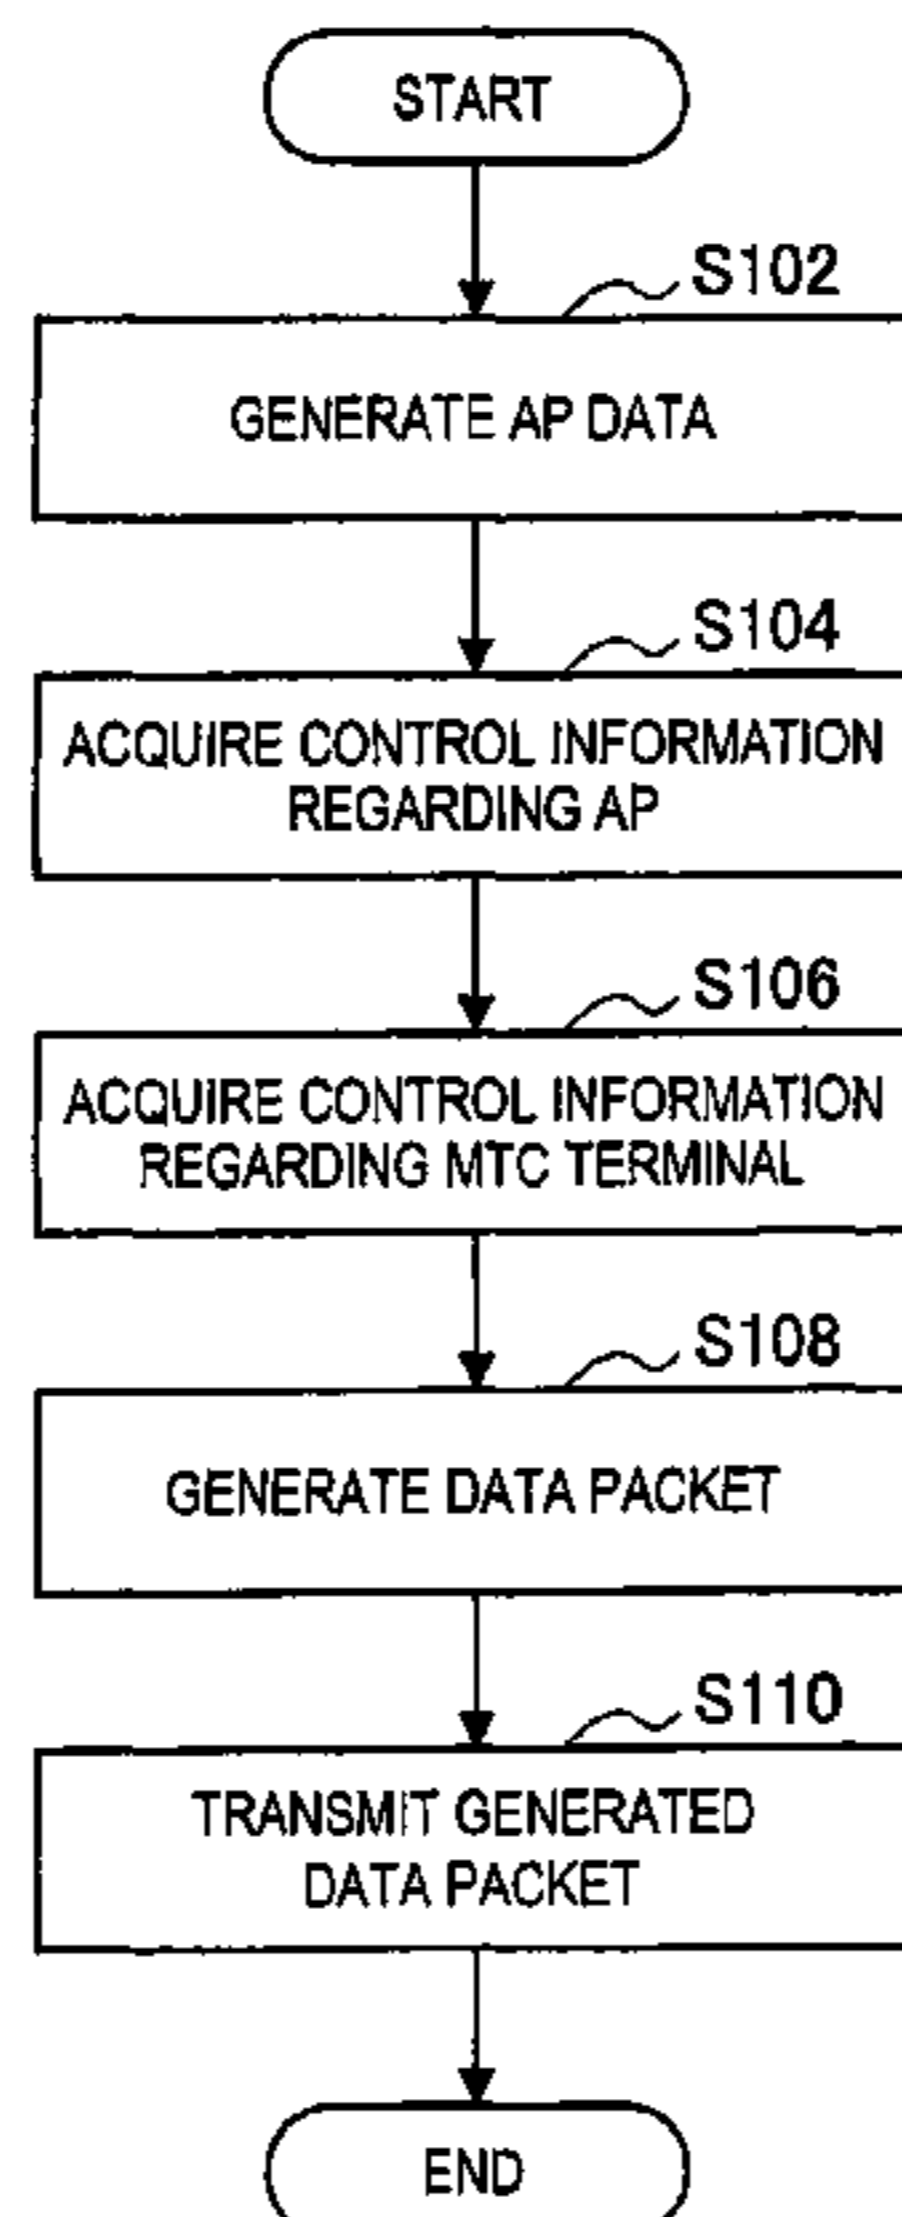 START
S102
GENERATE AP DATA
S104
ACQUIRE CONTROL INFORMATION
REGARDING AP
S106
ACQUIRE CONTROL INFORMATION
REGARDING MTC TERMINAL
S108
GENERATE DATA PACKET
S110
TRANSMIT GENERATED
DATA PACKET
END